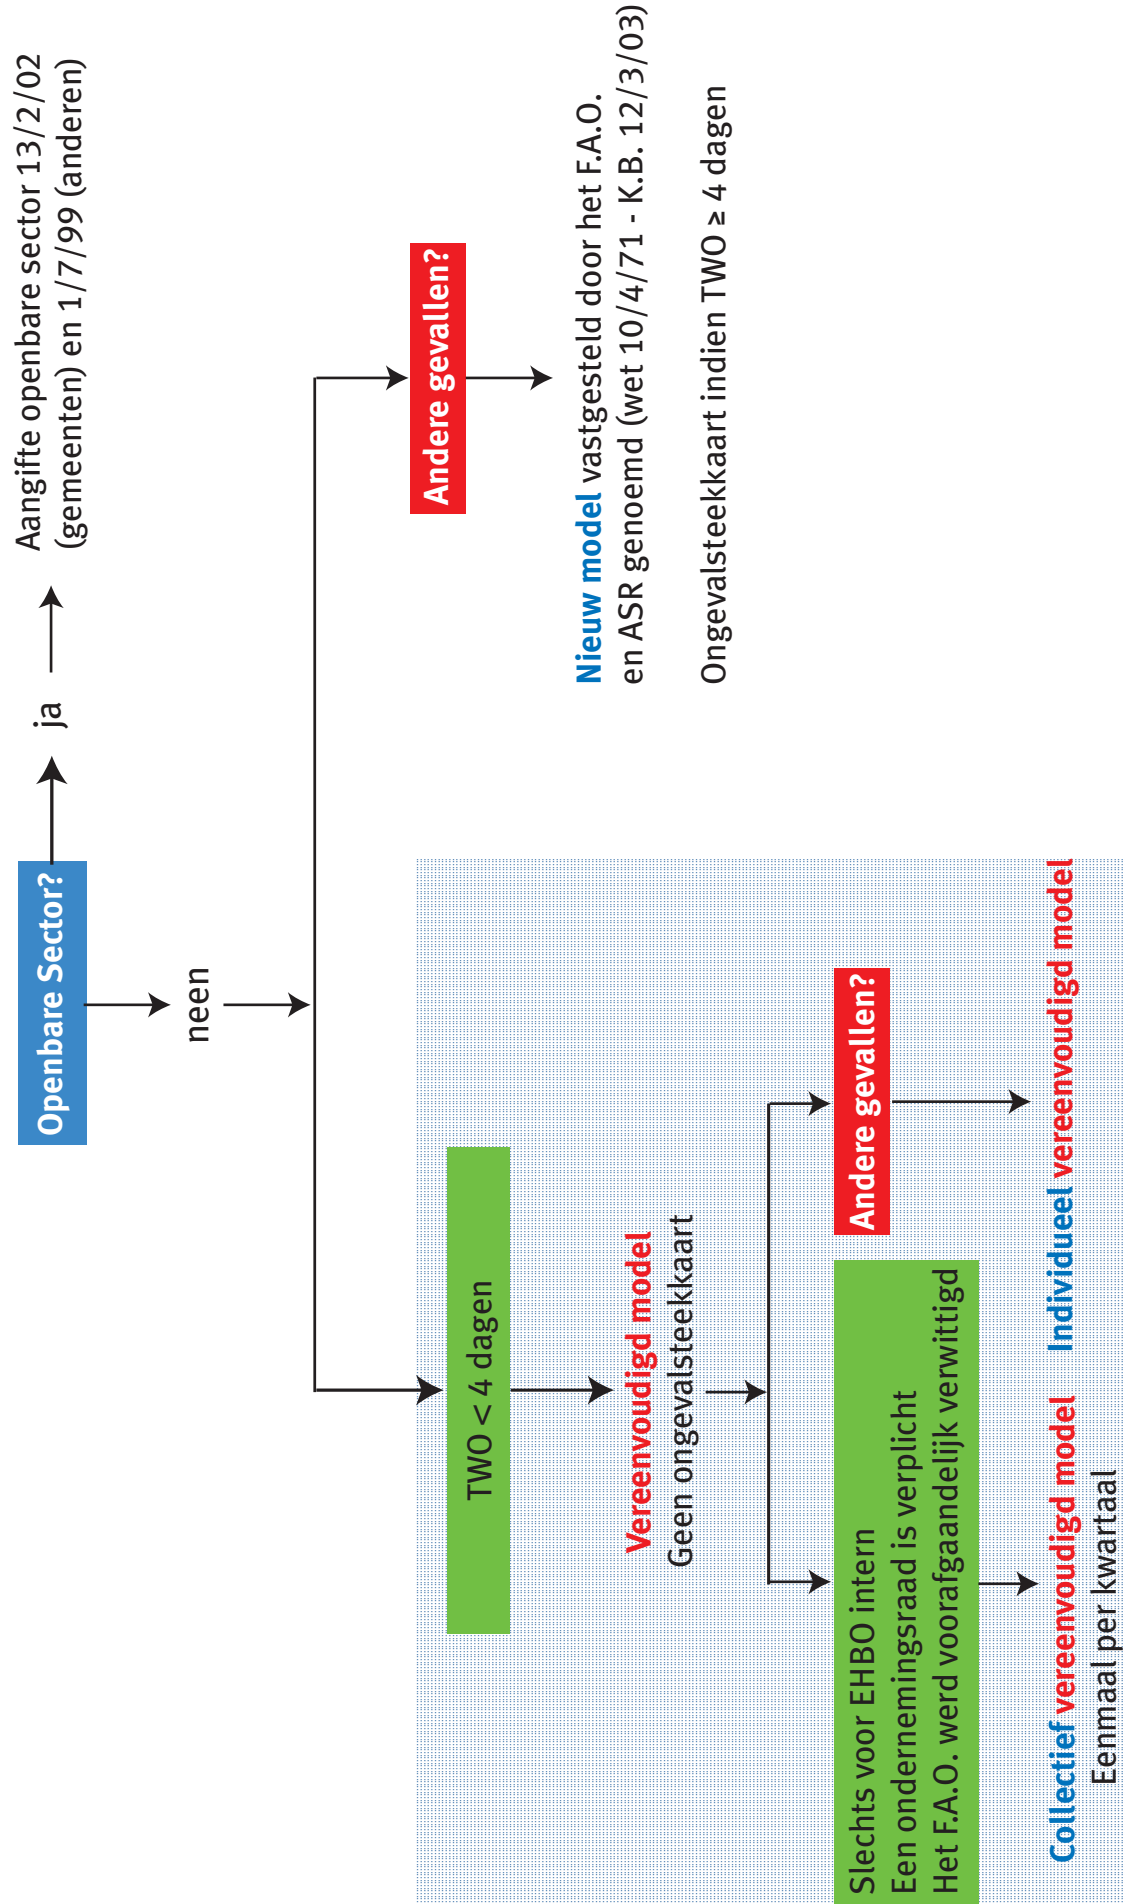 Openbare Sector?
ja
Aangifte openbare sector 13/2/02
(gemeenten) en 1/7/99 (anderen)
neen
TWO < 4 dagen
Andere gevallen?
Vereenvoudigd model
Geen ongevalsteekkaart
Nieuw model vastgesteld door het F.A.O.
en ASR genoemd (wet 10/4/71 - K.B. 12/3/03)
Ongevalsteekkaart indien TWO ≥ 4 dagen
Slechts voor EHBO intern
Een ondernemingsraad is verplicht
Het F.A.O. werd voorafgaandelijk verwittigd
Andere gevallen?
Collectief vereenvoudigd model
Eenmaal per kwartaal
Individueel vereenvoudigd model